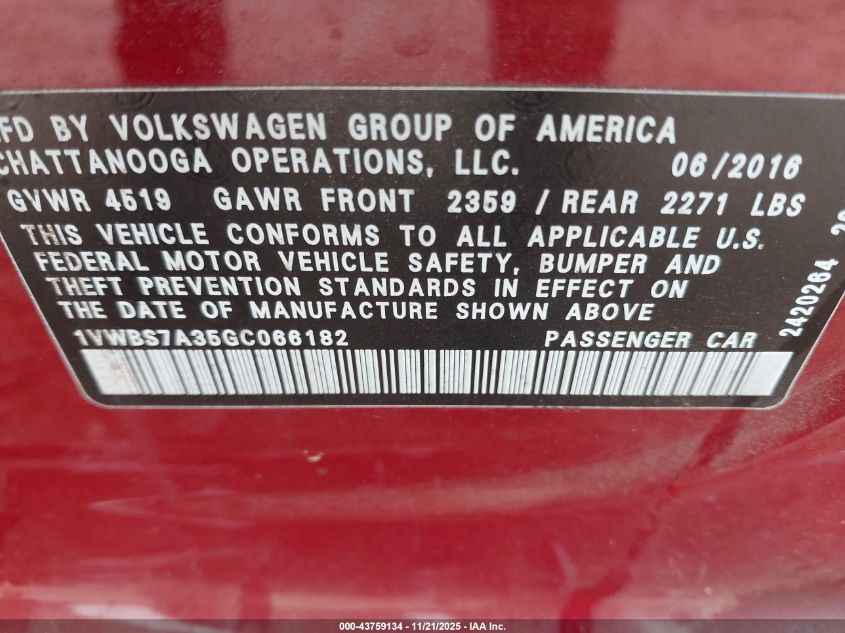 MFD BY VOLKSWAGEN GROUP OF AMERICA
CHATTANOOGA OPERATIONS, LLC. 06/2016
GVWR 4519 GAWR FRONT 2359 / REAR 2271 LBS
THIS VEHICLE CONFORMS TO ALL APPLICABLE U.S.
FEDERAL MOTOR VEHICLE SAFETY, BUMPER AND
THEFT PREVENTION STANDARDS IN EFFECT ON
THE DATE OF MANUFACTURE SHOWN ABOVE
1VWBS7A35GC066182 PASSENGER CAR
2420264
000-43759134 - 11/21/2025 - IAA Inc.